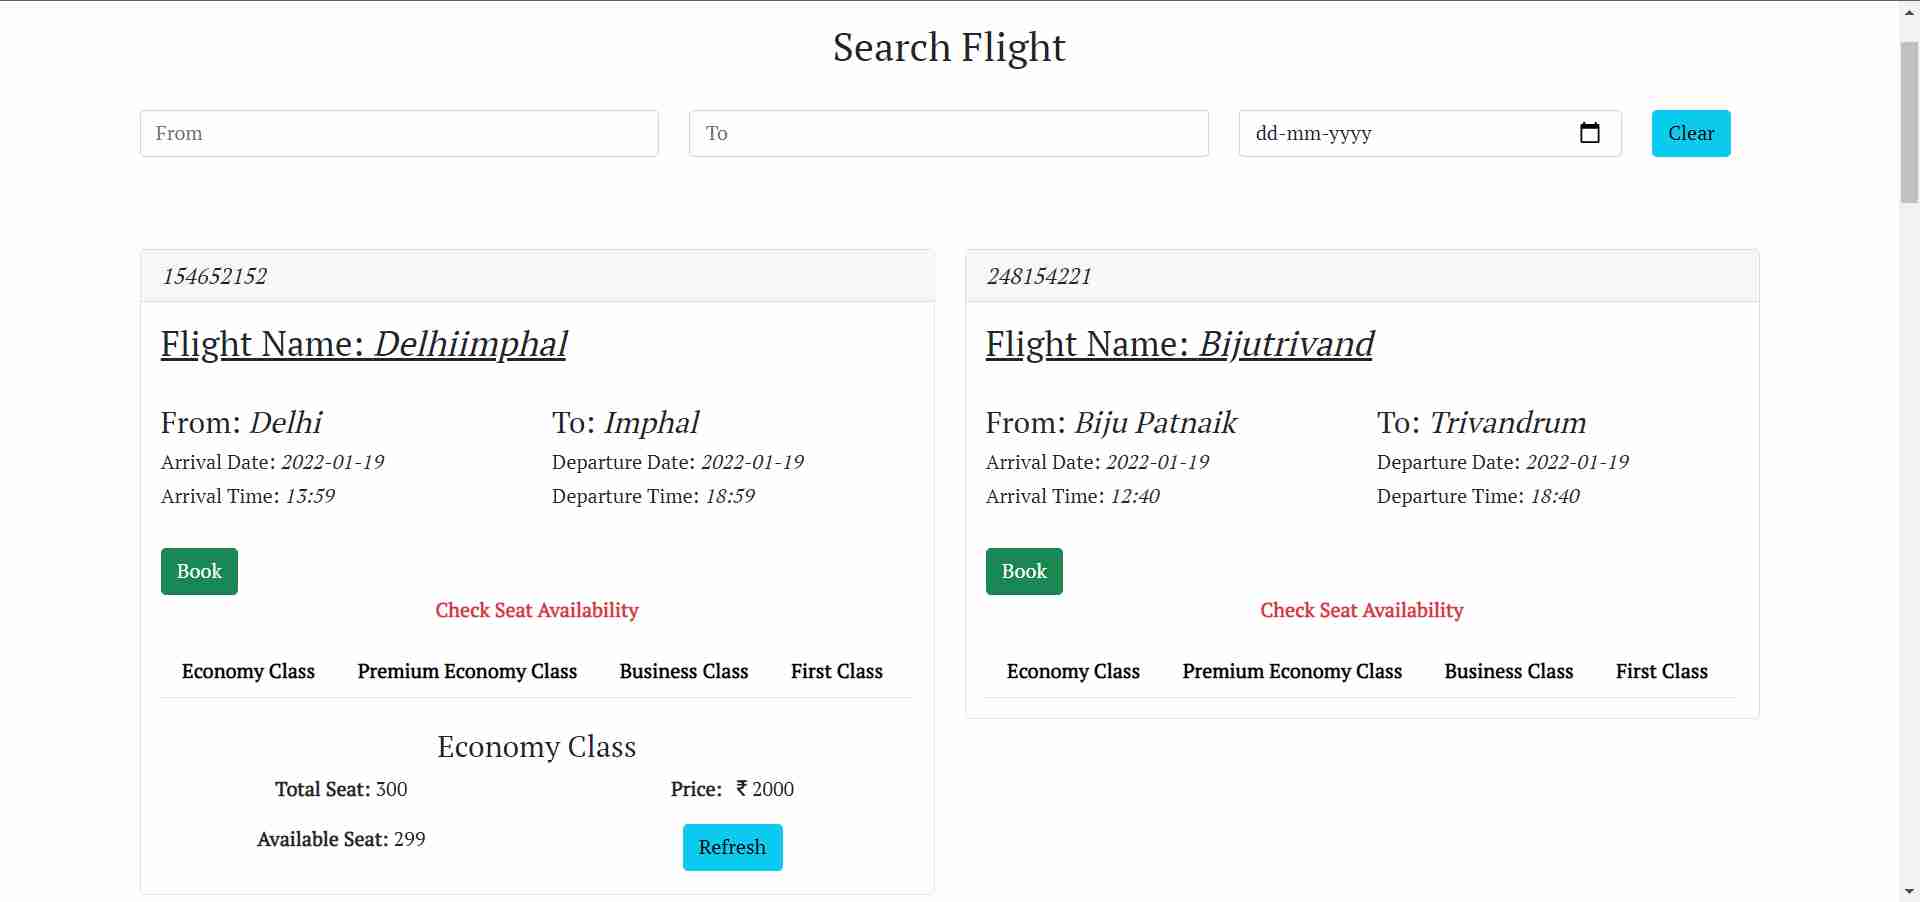 Search Flight
From
To
dd-mm-yyyy
Clear
154652152
Flight Name: Delhiimphal
From: Delhi
To: Imphal
Arrival Date: 2022-01-19
Departure Date: 2022-01-19
Arrival Time: 13:59
Departure Time: 18:59
Book
Check Seat Availability
Economy Class Premium Economy Class Business Class First Class
Economy Class
Total Seat: 300
Price: ₹ 2000
Available Seat: 299
Refresh
248154221
Flight Name: Bijutrivand
From: Biju Patnaik
To: Trivandrum
Arrival Date: 2022-01-19
Departure Date: 2022-01-19
Arrival Time: 12:40
Departure Time: 18:40
Book
Check Seat Availability
Economy Class Premium Economy Class Business Class First Class